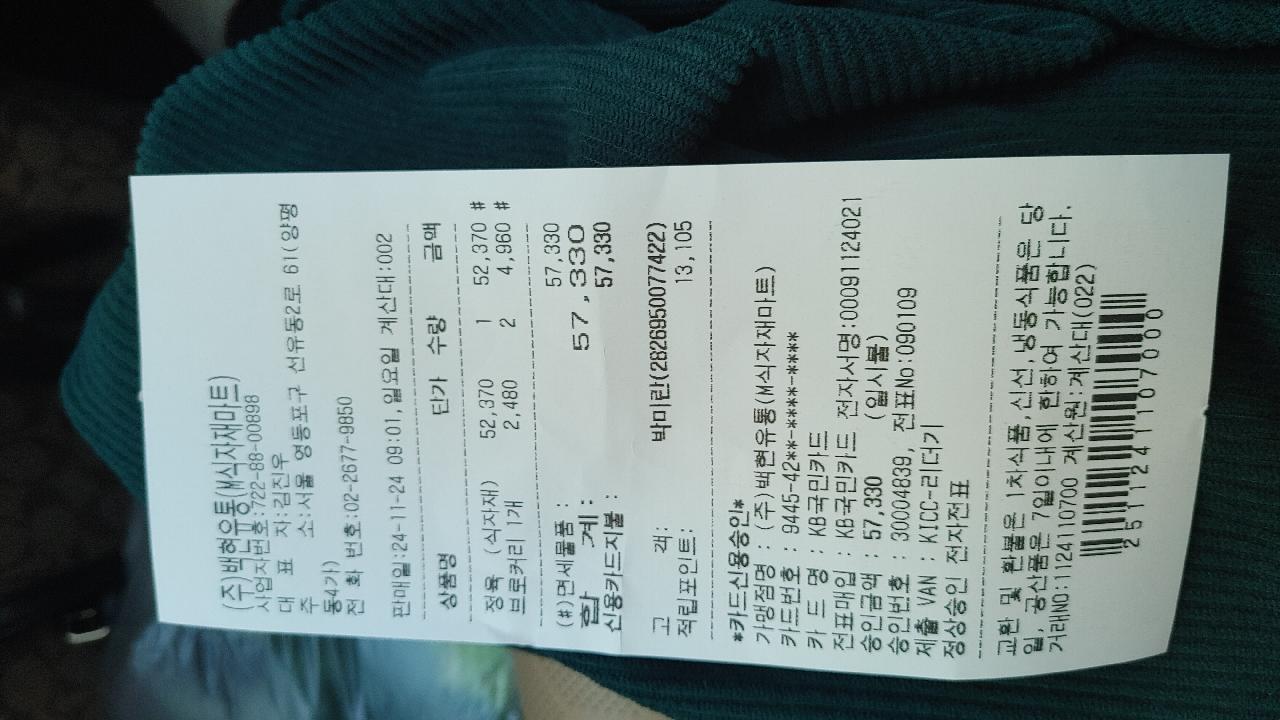 (주)백현유통(M식자재마트)
사업자번호:722-88-00898
대 표 자:김진우
주 소:서울 영등포구 선유동2로 61(양평
동4가)
전 화 번호:02-2677-9850
판매일:24-11-24 09:01,일요일 계산대:002
상품명 단가 수량 금액
정육 (식자재) 52,370 1 52,370 #
브로커리 1개 2,480 2 4,960 #
(#)면세물품: 57,330
합 계: 57,330
신용카드지불: 57,330
고 객: 박미란(2826950077422)
적립포인트: 13,105
*카드신용승인*
가맹점명 : (주)백현유통(M식자재마트)
카드번호 : 9445-42**-****-****
카 드 명 : KB국민카드
전표매입 : KB국민카드 전자서명:00091124021
승인금액 : 57,330 (일시불)
승인번호 : 30004839, 전표No:090109
제출 VAN : KICC-리더기
정상승인 전자전표
교환 및 환불은 1차식품,신선,냉동식품은 당
일, 공산품은 7일이내에 한하여 가능합니다.
거래NO:1124110700 계산원:계산대(022)
2511241107000